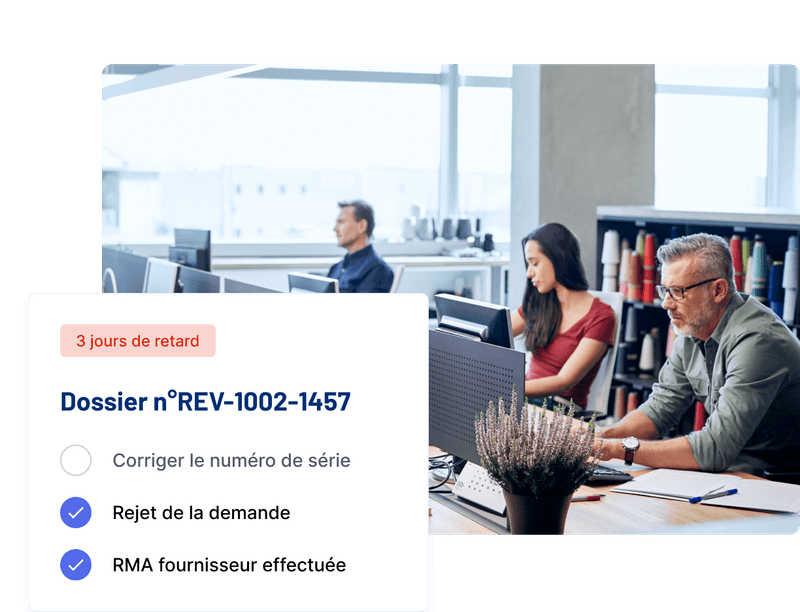 3 jours de retard
Dossier n°REV-1002-1457
Corriger le numéro de série
Rejet de la demande
RMA fournisseur effectuée